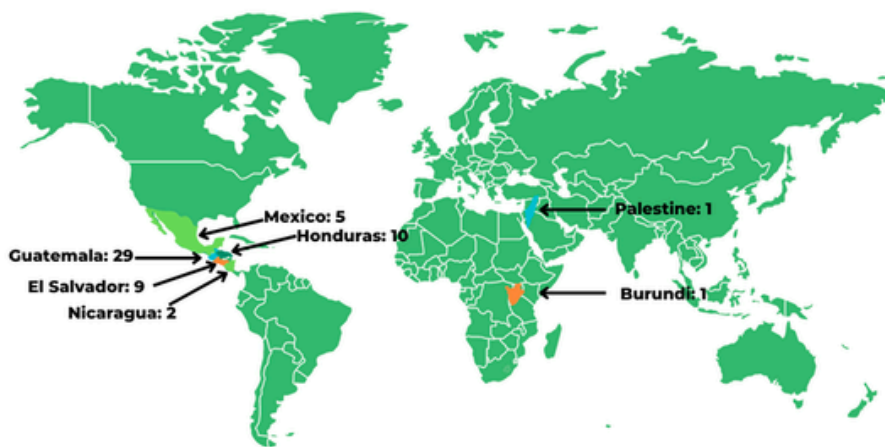 Mexico: 5
Palestine: 1
Honduras: 10
Guatemala: 29
El Salvador: 9
Burundi: 1
Nicaragua: 2